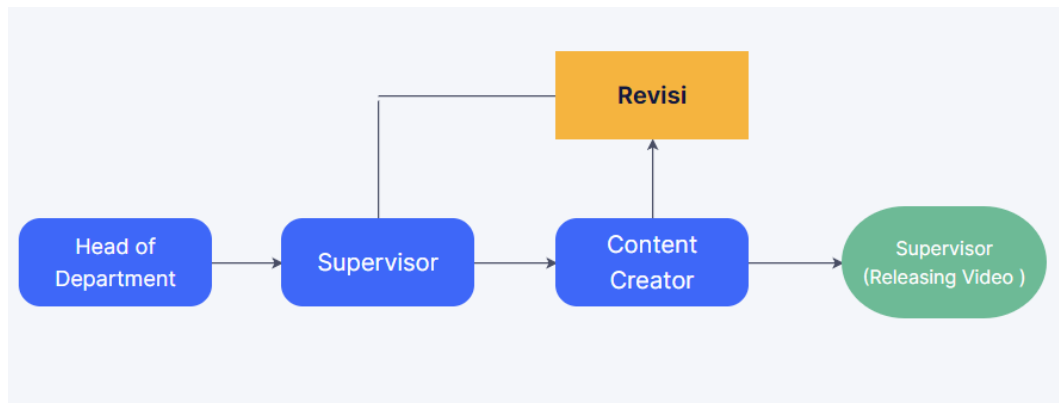 Revisi
Head of
Department
Supervisor
Content
Creator
Supervisor
(Releasing Video )